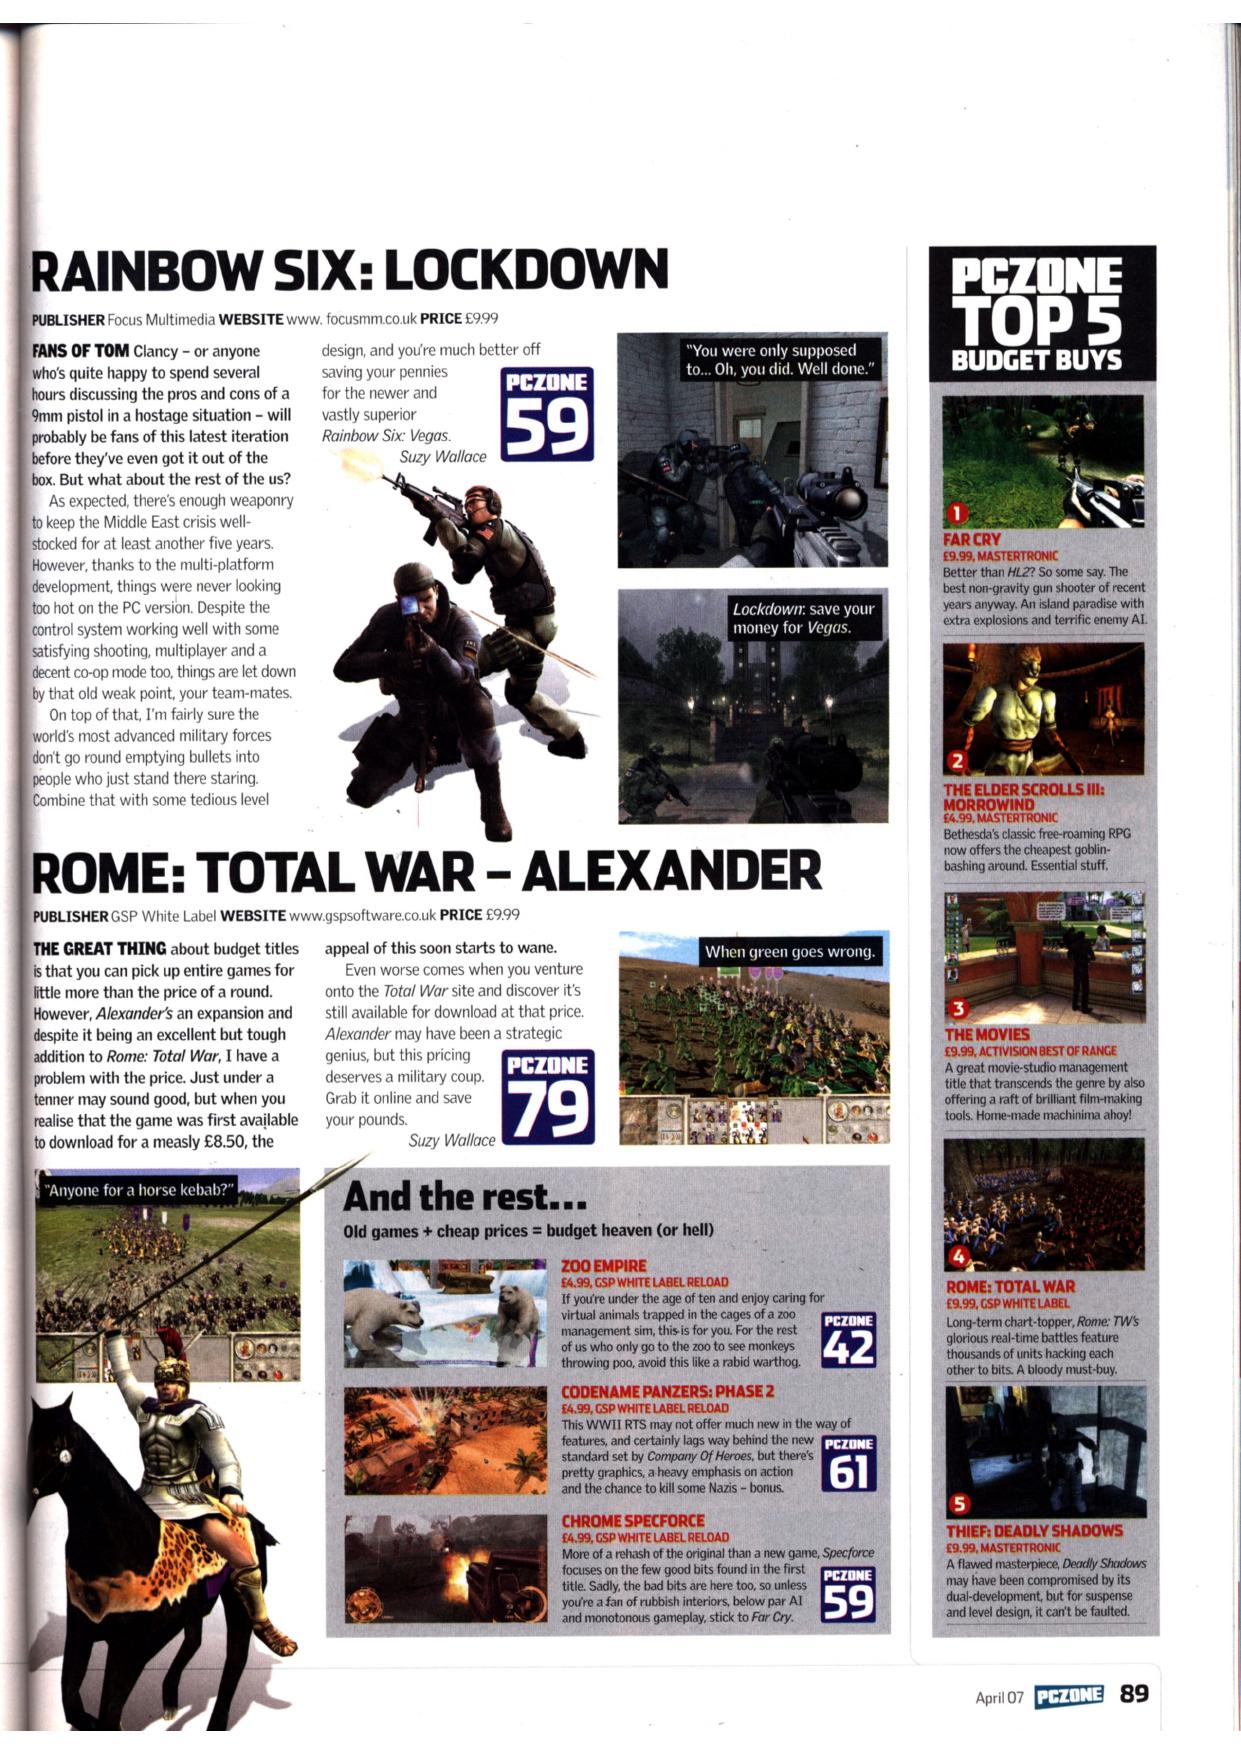 RAINBOW SIX: LOCKDOWN
PUBLISHER Focus Multimedia WEBSITE www. focusmm.co.uk PRICE £9.99
FANS OF TOM Clancy – or anyone
who's quite happy to spend several
hours discussing the pros and cons of a
9mm pistol in a hostage situation – will
probably be fans of this latest iteration
before they've even got it out of the
box. But what about the rest of the us?
As expected, there's enough weaponry
to keep the Middle East crisis well-
stocked for at least another five years.
However, thanks to the multi-platform
development, things were never looking
too hot on the PC version. Despite the
control system working well with some
satisfying shooting, multiplayer and a
decent co-op mode too, things are let down
by that old weak point, your team-mates.
On top of that, I'm fairly sure the
world's most advanced military forces
don't go round emptying bullets into
people who just stand there staring.
Combine that with some tedious level
design, and you're much better off
saving your pennies
for the newer and
vastly superior
Rainbow Six: Vegas.
Suzy Wallace
PCZONE
59
"You were only supposed
to... Oh, you did. Well done."
Lockdown: save your
money for Vegas.
ROME: TOTAL WAR – ALEXANDER
PUBLISHER GSP White Label WEBSITE www.gspsoftware.co.uk PRICE £9.99
THE GREAT THING about budget titles
is that you can pick up entire games for
little more than the price of a round.
However, Alexander's an expansion and
despite it being an excellent but tough
addition to Rome: Total War, I have a
problem with the price. Just under a
tenner may sound good, but when you
realise that the game was first available
to download for a measly £8.50, the
appeal of this soon starts to wane.
Even worse comes when you venture
onto the Total War site and discover it's
still available for download at that price.
Alexander may have been a strategic
genius, but this pricing
deserves a military coup.
Grab it online and save
your pounds.
Suzy Wallace
PCZONE
79
When green goes wrong.
"Anyone for a horse kebab?"
And the rest...
Old games + cheap prices = budget heaven (or hell)
ZOO EMPIRE
£4.99, GSP WHITE LABEL RELOAD
If you're under the age of ten and enjoy caring for
virtual animals trapped in the cages of a zoo
management sim, this is for you. For the rest
of us who only go to the zoo to see monkeys
throwing poo, avoid this like a rabid warthog.
PCZONE
42
CODENAME PANZERS: PHASE 2
£4.99, GSP WHITE LABEL RELOAD
This WWII RTS may not offer much new in the way of
features, and certainly lags way behind the new
standard set by Company Of Heroes, but there's
pretty graphics, a heavy emphasis on action
and the chance to kill some Nazis – bonus.
PCZONE
61
CHROME SPECFORCE
£4.99, GSP WHITE LABEL RELOAD
More of a rehash of the original than a new game, Specforce
focuses on the few good bits found in the first
title. Sadly, the bad bits are here too, so unless
you're a fan of rubbish interiors, below par AI
and monotonous gameplay, stick to Far Cry.
PCZONE
59
PCZONE
TOP 5
BUDGET BUYS
1
FAR CRY
£9.99, MASTERTRONIC
Better than HL2? So some say. The
best non-gravity gun shooter of recent
years anyway. An island paradise with
extra explosions and terrific enemy AI.
2
THE ELDER SCROLLS III:
MORROWIND
£4.99, MASTERTRONIC
Bethesda's classic free-roaming RPG
now offers the cheapest goblin-
bashing around. Essential stuff.
3
THE MOVIES
£9.99, ACTIVISION BEST OF RANGE
A great movie-studio management
title that transcends the genre by also
offering a raft of brilliant film-making
tools. Home-made machinima ahoy!
4
ROME: TOTAL WAR
£9.99, GSP WHITE LABEL
Long-term chart-topper, Rome: TW's
glorious real-time battles feature
thousands of units hacking each
other to bits. A bloody must-buy.
5
THIEF: DEADLY SHADOWS
£9.99, MASTERTRONIC
A flawed masterpiece, Deadly Shadows
may have been compromised by its
dual-development, but for suspense
and level design, it can't be faulted.
April 07 PCZONE 89